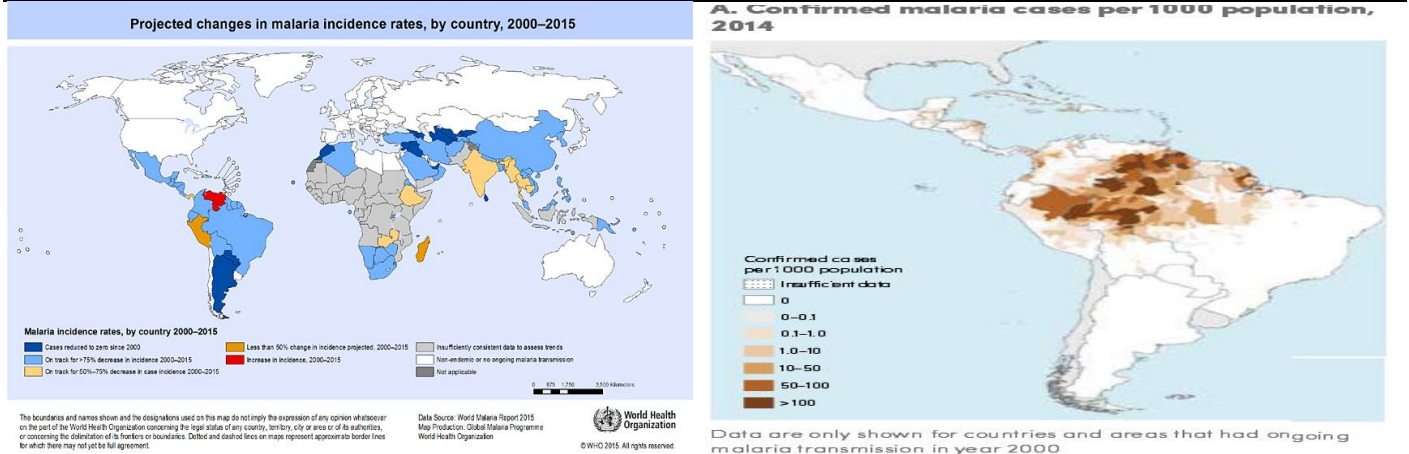 Projected changes in malaria incidence rates, by country, 2000–2015
Malaria incidence rates, by country 2000–2015
Cases reduced to zero since 2000
On track for >75% decrease in incidence 2000–2015
On track for 50%–75% decrease in case incidence 2000–2015
Less than 50% change in incidence projected, 2000–2015
Increase in incidence, 2000–2015
Insufficiently consistent data to assess trends
Non-endemic or no ongoing malaria transmission
Not applicable
0 875 1,750 3,500 Kilometers
The boundaries and names shown and the designations used on this map do not imply the expression of any opinion whatsoever
on the part of the World Health Organization concerning the legal status of any country, territory, city or area or of its authorities,
or concerning the delimitation of its frontiers or boundaries. Dotted and dashed lines on maps represent approximate border lines
for which there may not yet be full agreement.
Data Source: World Malaria Report 2015
Map Production: Global Malaria Programme
World Health Organization
World Health
Organization
© WHO 2015. All rights reserved.
A. Confirmed malaria cases per 1000 population,
2014
Confirmed cases
per 1000 population
Insufficient data
0
0–0.1
0.1–1.0
1.0–10
10–50
50–100
>100
Data are only shown for countries and areas that had ongoing
malaria transmission in year 2000